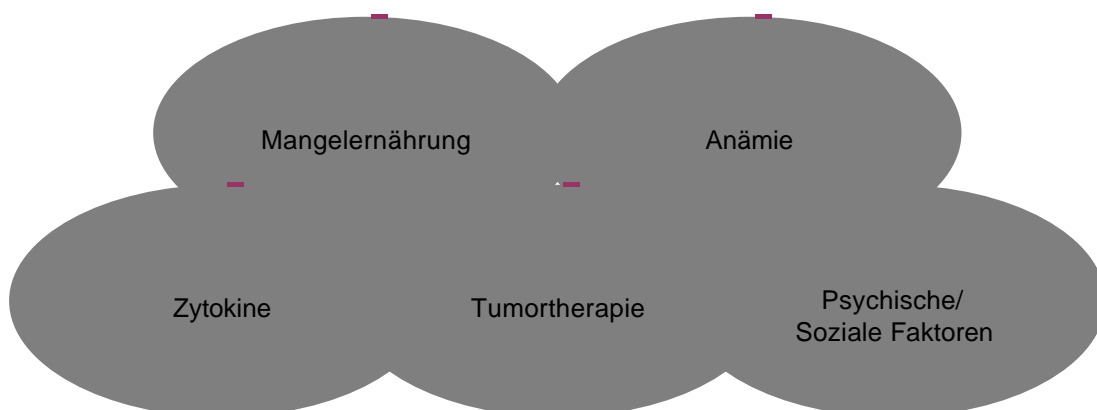 Mangelernährung
Anämie
Zytokine
Tumortherapie
Psychische/
Soziale Faktoren